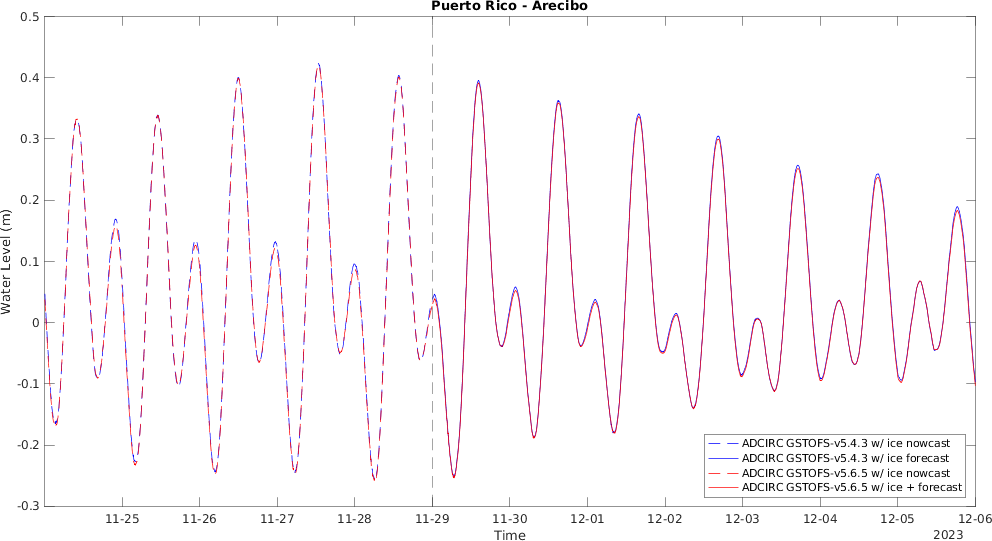 Puerto Rico - Arecibo
0.5
0.4
0.3
0.2
0.1
0
-0.1
-0.2
-0.3
Water Level (m)
ADCIRC GSTOFS-v5.4.3 w/ ice nowcast
ADCIRC GSTOFS-v5.4.3 w/ ice forecast
ADCIRC GSTOFS-v5.6.5 w/ ice nowcast
ADCIRC GSTOFS-v5.6.5 w/ ice + forecast
11-25 11-26 11-27 11-28 11-29 11-30 12-01 12-02 12-03 12-04 12-05 12-06
Time
2023